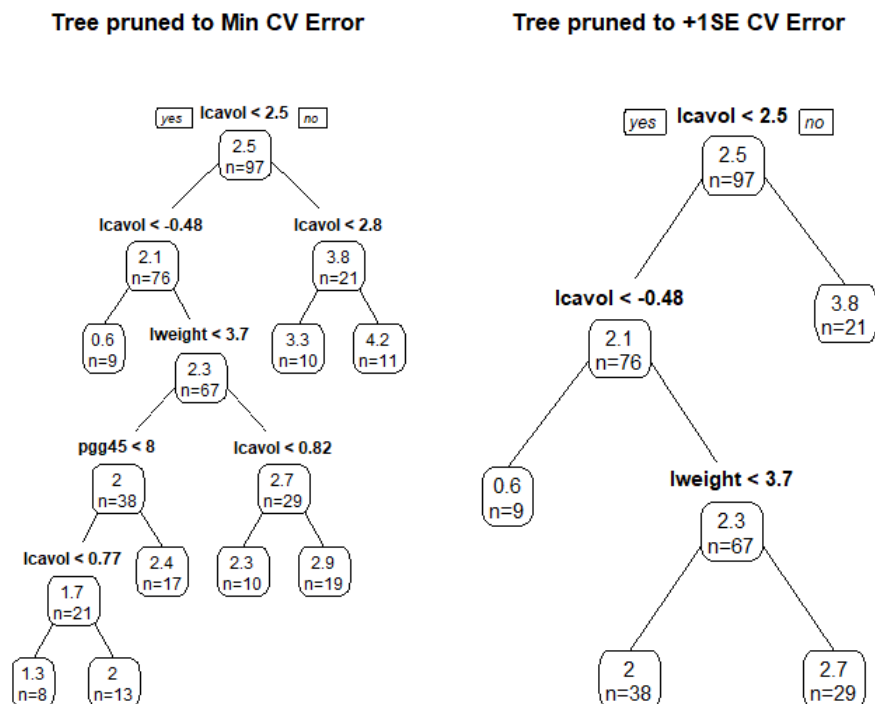 Tree pruned to Min CV Error
lcavol < 2.5
yes
no
2.5
n=97
lcavol < -0.48
lcavol < 2.8
2.1
n=76
3.8
n=21
0.6
n=9
lweight < 3.7
3.3
n=10
4.2
n=11
2.3
n=67
pgg45 < 8
lcavol < 0.82
2
n=38
2.7
n=29
lcavol < 0.77
2.4
n=17
2.3
n=10
2.9
n=19
1.7
n=21
1.3
n=8
2
n=13
Tree pruned to +1SE CV Error
lcavol < 2.5
yes
no
2.5
n=97
lcavol < -0.48
3.8
n=21
2.1
n=76
0.6
n=9
lweight < 3.7
2.3
n=67
2
n=38
2.7
n=29